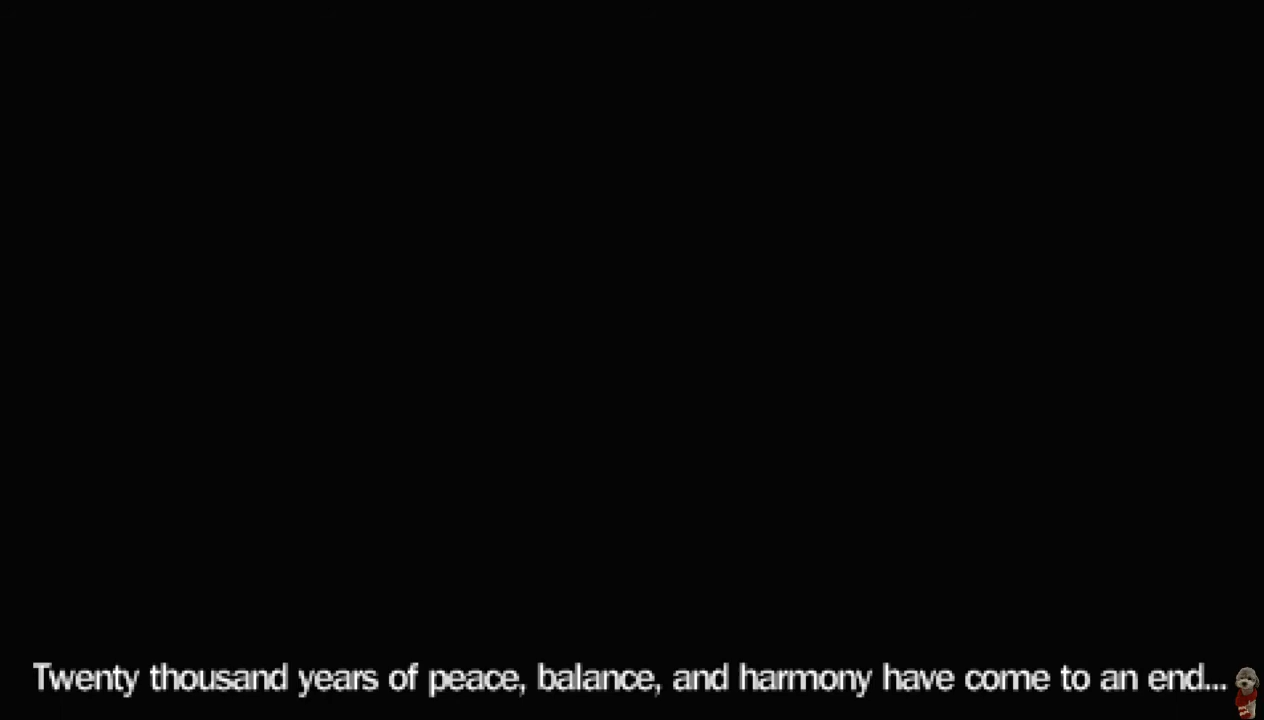 Twenty thousand years of peace, balance, and harmony have come to an end...